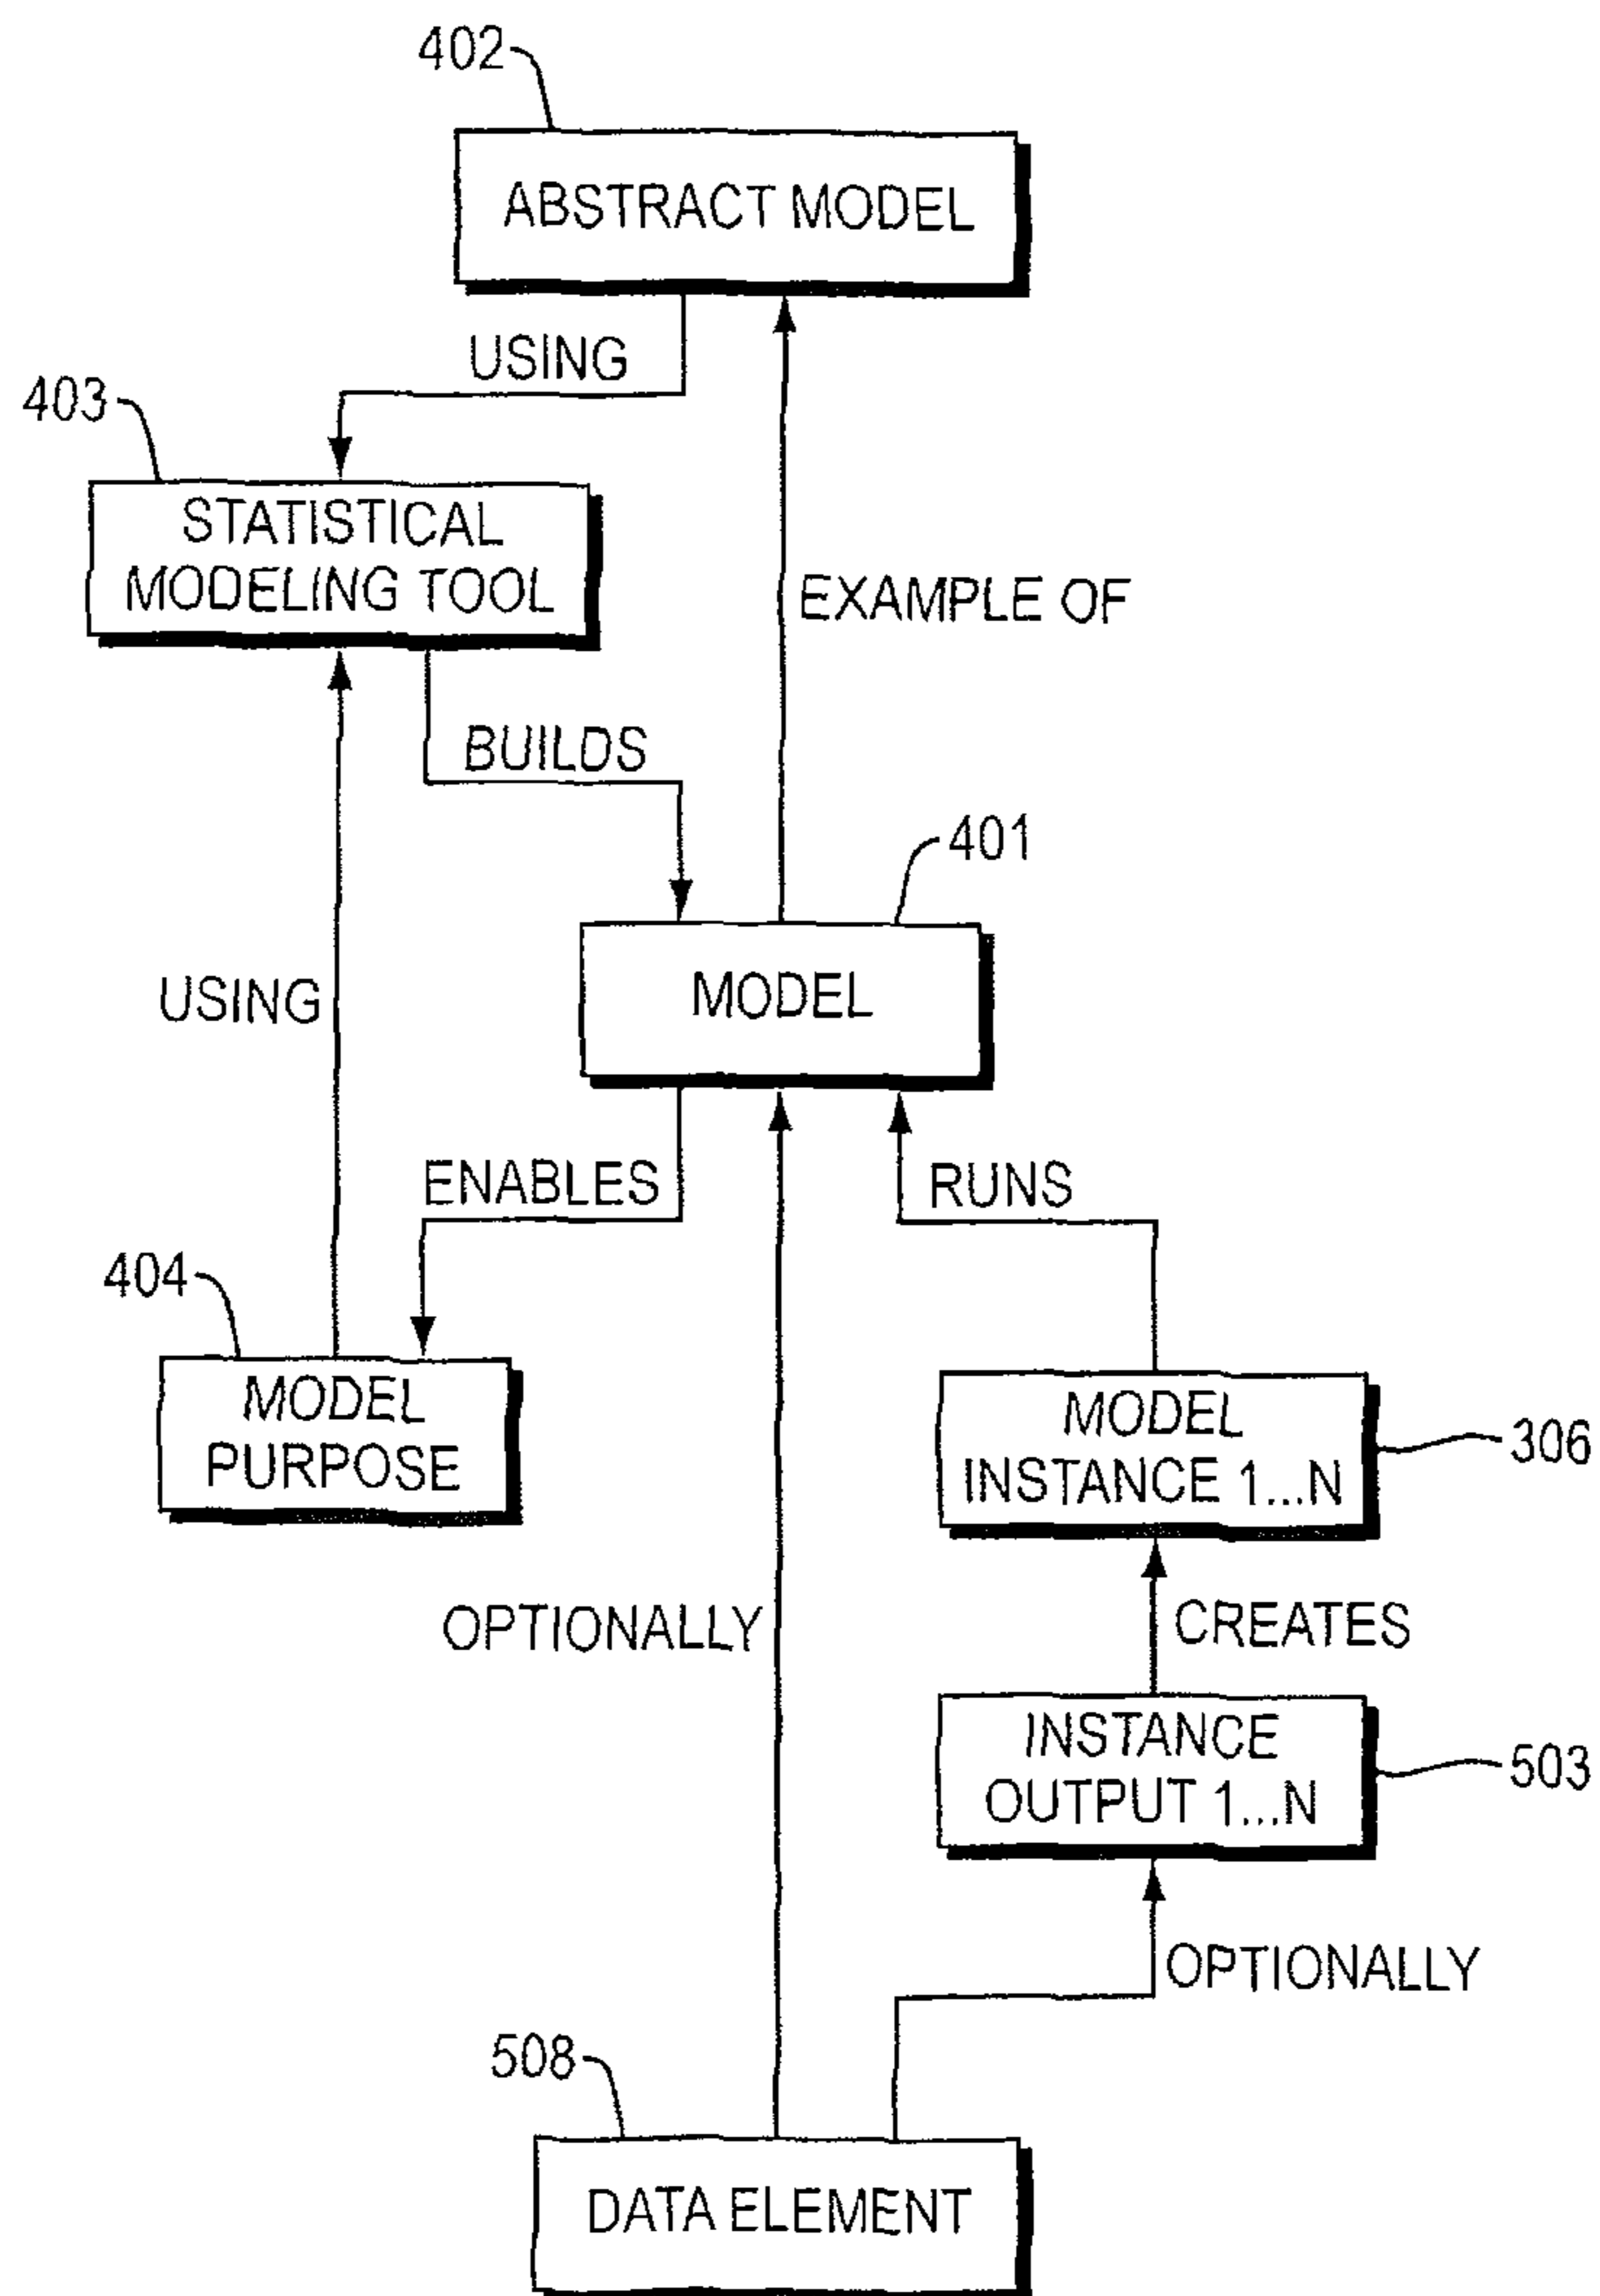 402
ABSTRACT MODEL
USING
403
STATISTICAL
MODELING TOOL
EXAMPLE OF
BUILDS
401
MODEL
USING
ENABLES
RUNS
404
MODEL
PURPOSE
MODEL
INSTANCE 1...N
306
OPTIONALLY
CREATES
INSTANCE
OUTPUT 1...N
503
OPTIONALLY
508
DATA ELEMENT